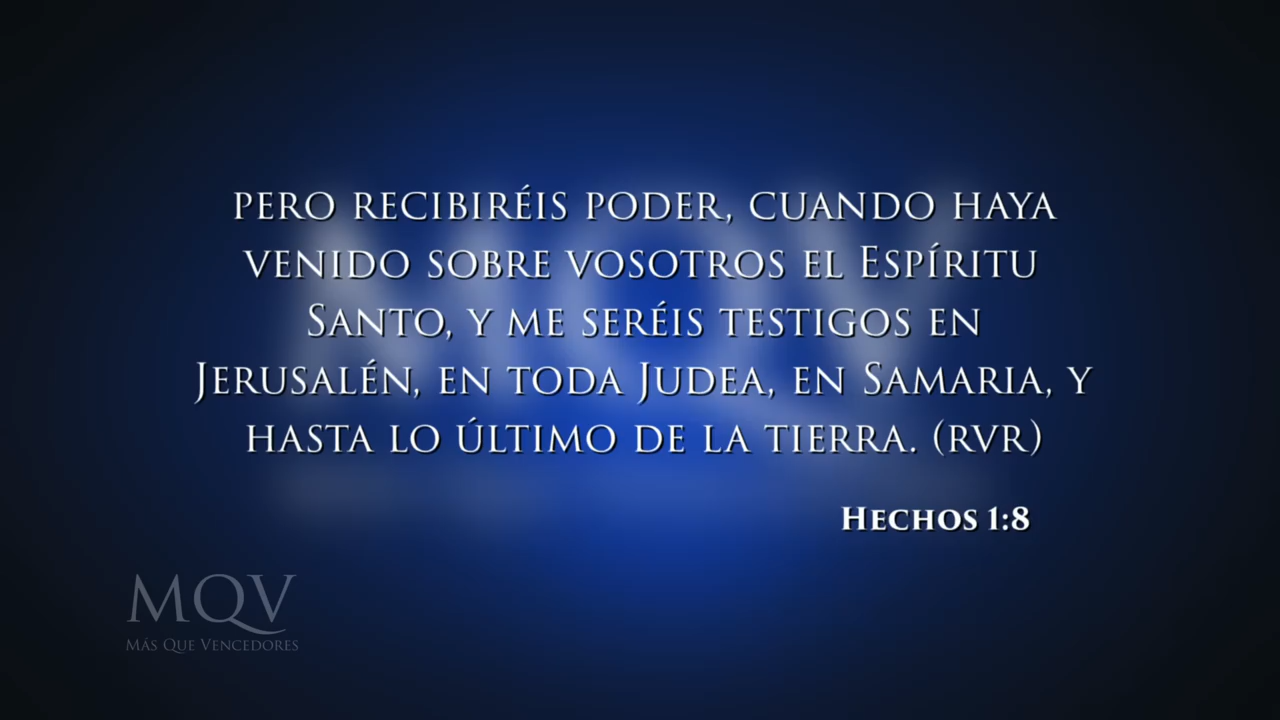 pero recibiréis poder, cuando haya
venido sobre vosotros el Espíritu
Santo, y me seréis testigos en
Jerusalén, en toda Judea, en Samaria, y
hasta lo último de la tierra. (rvr)
Hechos 1:8
MQV
Más Que Vencedores